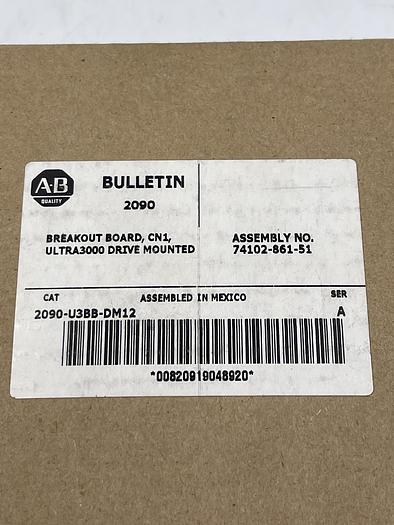 A-B
QUALITY
BULLETIN
2090
BREAKOUT BOARD, CN1,
ULTRA3000 DRIVE MOUNTED
ASSEMBLY NO.
74102-861-51
CAT ASSEMBLED IN MEXICO SER
2090-U3BB-DM12 A
*00820919048920*